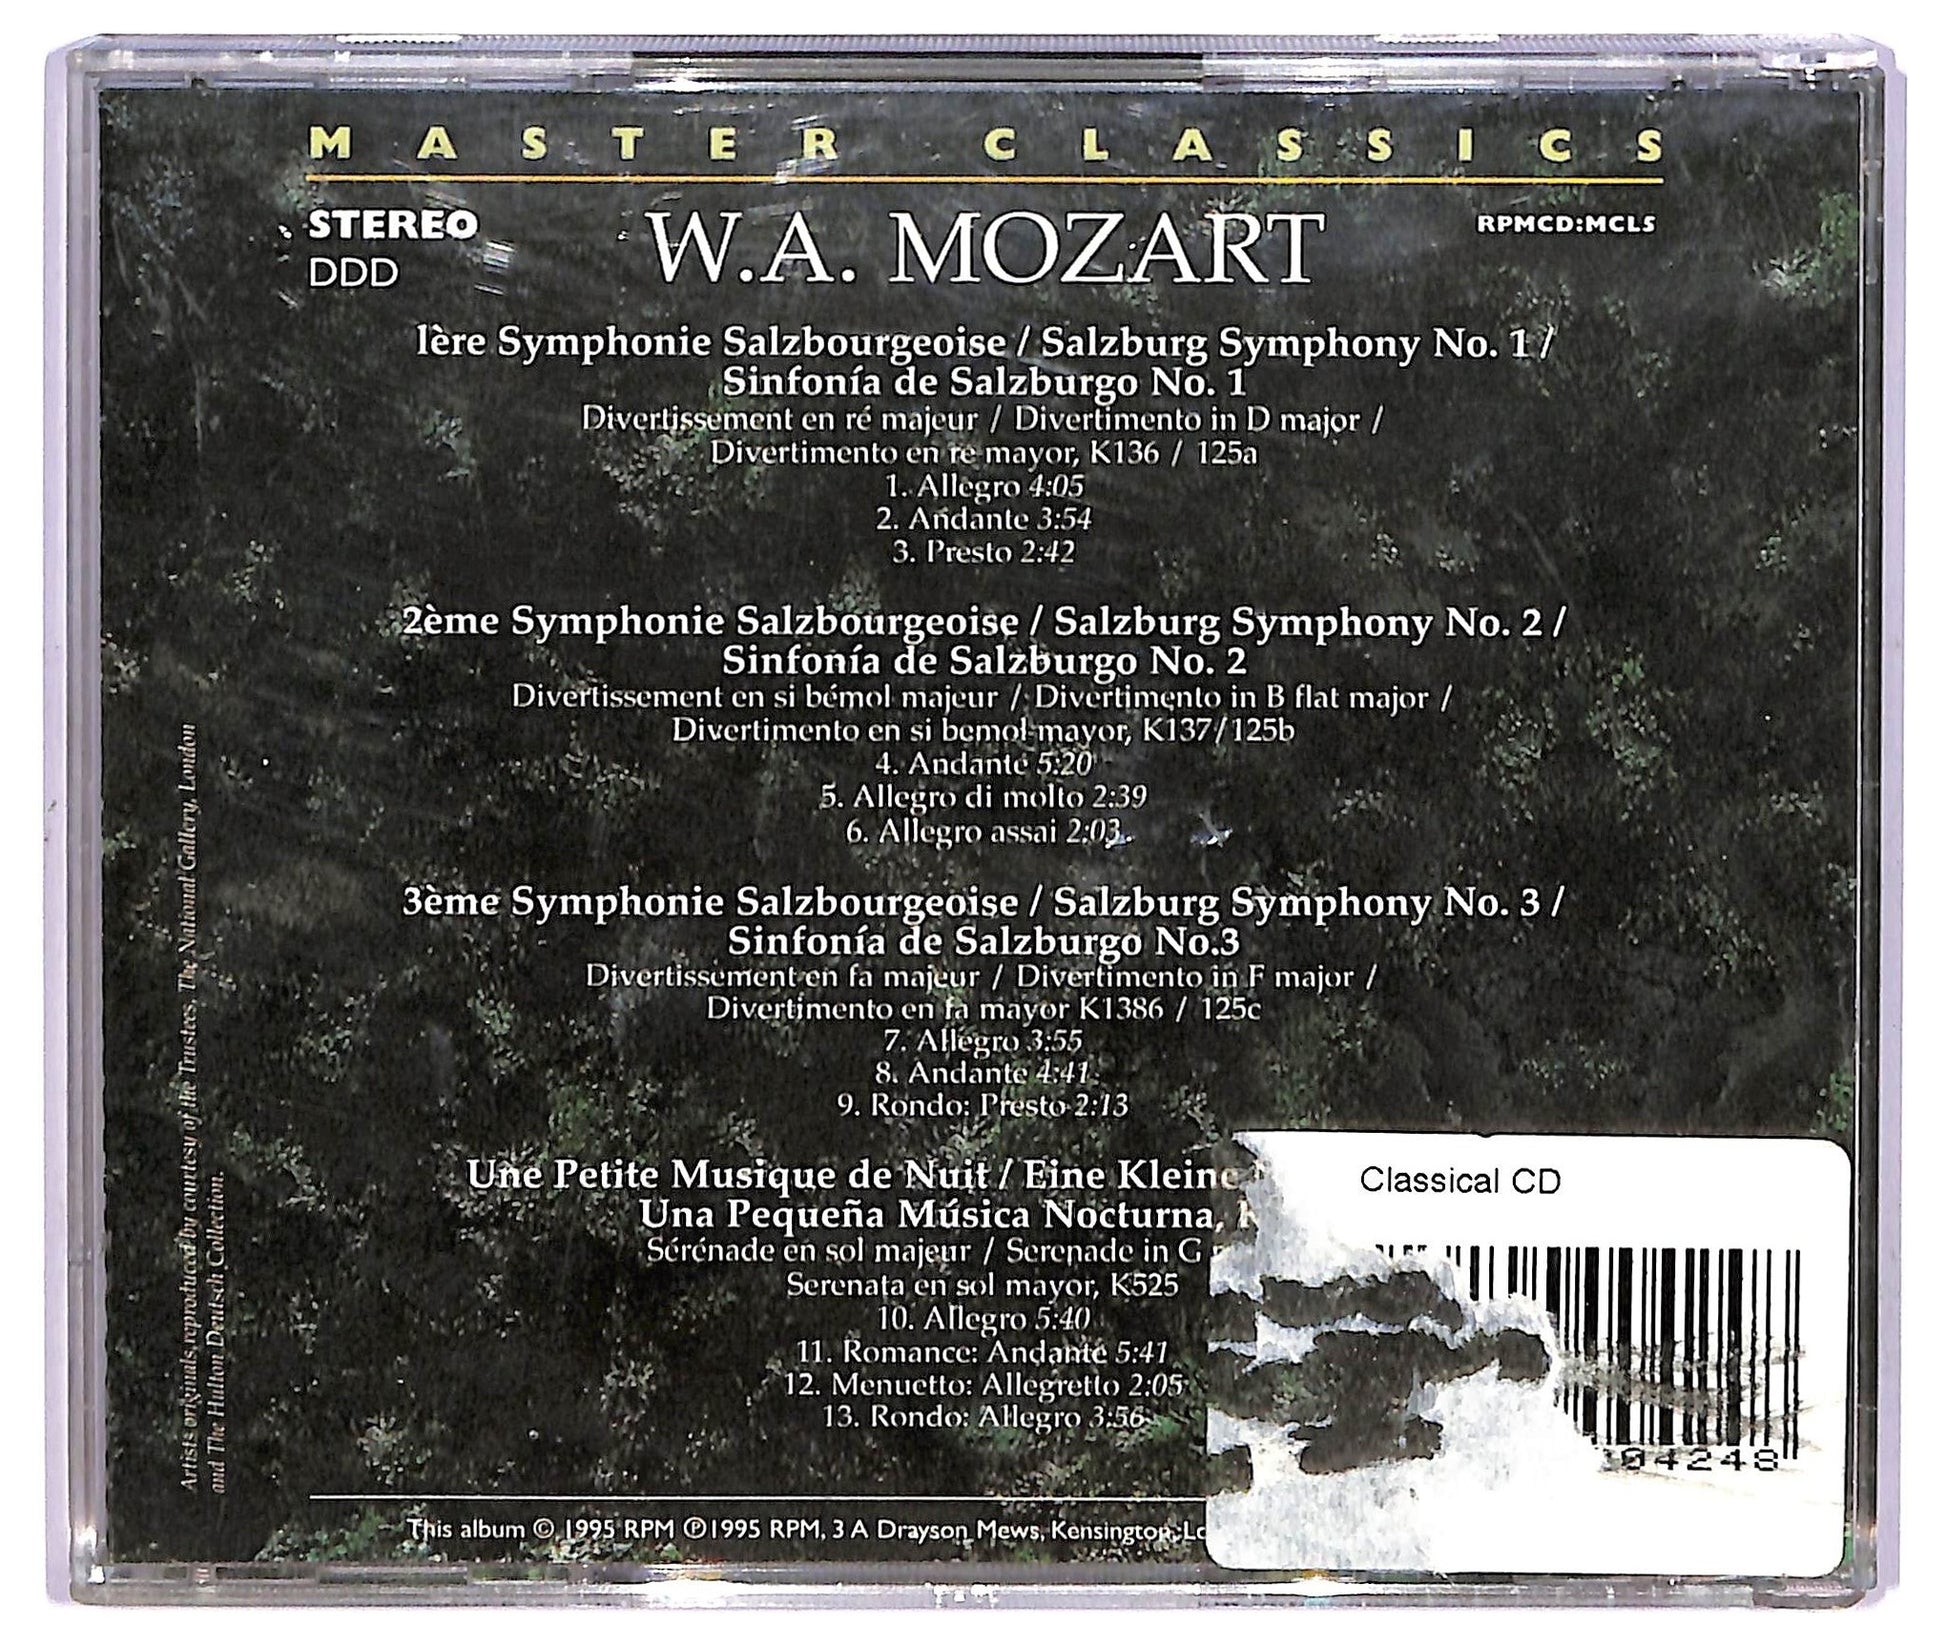 MASTER CLASSICS
STEREO
DDD
W.A. MOZART
RPMCD:MCL5
1ère Symphonie Salzbourgeoise / Salzburg Symphony No. 1 /
Sinfonía de Salzburgo No. 1
Divertissement en ré majeur / Divertimento in D major /
Divertimento en re mayor, K136 / 125a
1. Allegro 4:05
2. Andante 3:54
3. Presto 2:42
2ème Symphonie Salzbourgeoise / Salzburg Symphony No. 2 /
Sinfonía de Salzburgo No. 2
Divertissement en si bémol majeur / Divertimento in B flat major /
Divertimento en si bemol mayor, K137/125b
4. Andante 5:20
5. Allegro di molto 2:39
6. Allegro assai 2:03
3ème Symphonie Salzbourgeoise / Salzburg Symphony No. 3 /
Sinfonía de Salzburgo No.3
Divertissement en fa majeur / Divertimento in F major /
Divertimento en fa mayor K1386 / 125c
7. Allegro 3:55
8. Andante 4:41
9. Rondo: Presto 2:13
Une Petite Musique de Nuit / Eine Kleine
Una Pequeña Música Nocturna,
Sérénade en sol majeur / Serenade in G
Serenata en sol mayor, K525
10. Allegro 5:40
11. Romance: Andante 5:41
12. Menuetto: Allegretto 2:05
13. Rondo: Allegro 3:56
This album © 1995 RPM ℗1995 RPM, 3 A Drayson Mews, Kensington,
Artists originals reproduced by courtesy of the Trustees, The National Gallery, London
and The Hulton Deutsch Collection.
Classical CD
04248